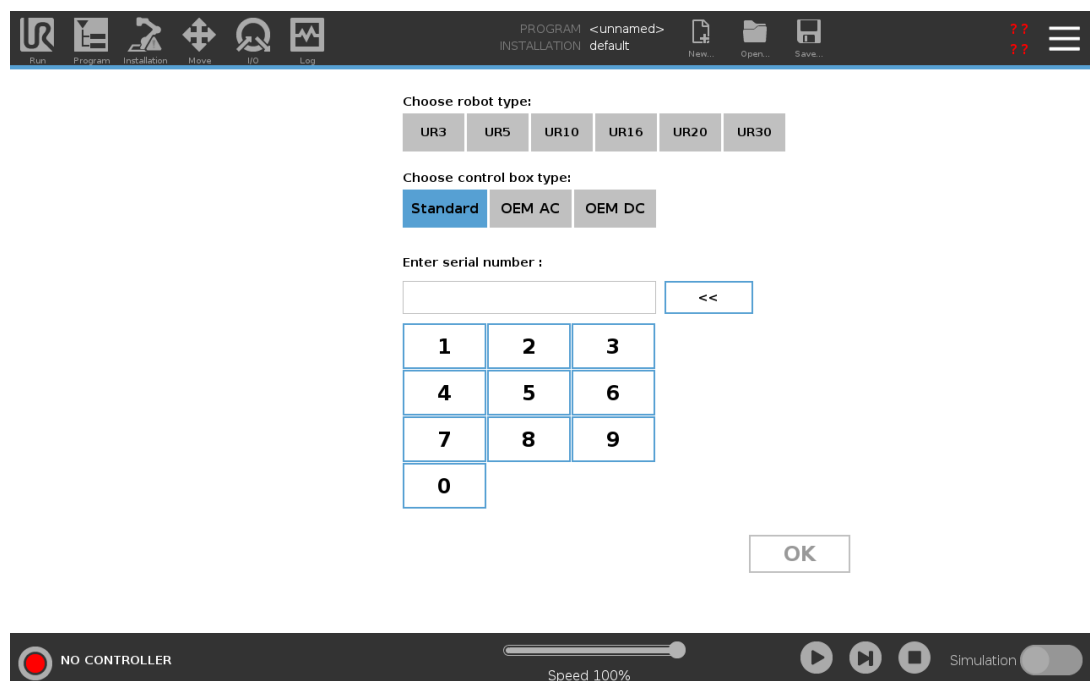 PROGRAM <unnamed>
INSTALLATION default
?? 
??
Run Program Installation Move I/O Log New... Open... Save...
Choose robot type:
UR3 UR5 UR10 UR16 UR20 UR30
Choose control box type:
Standard OEM AC OEM DC
Enter serial number :
<<
1 2 3
4 5 6
7 8 9
0
OK
NO CONTROLLER
Speed 100%
Simulation